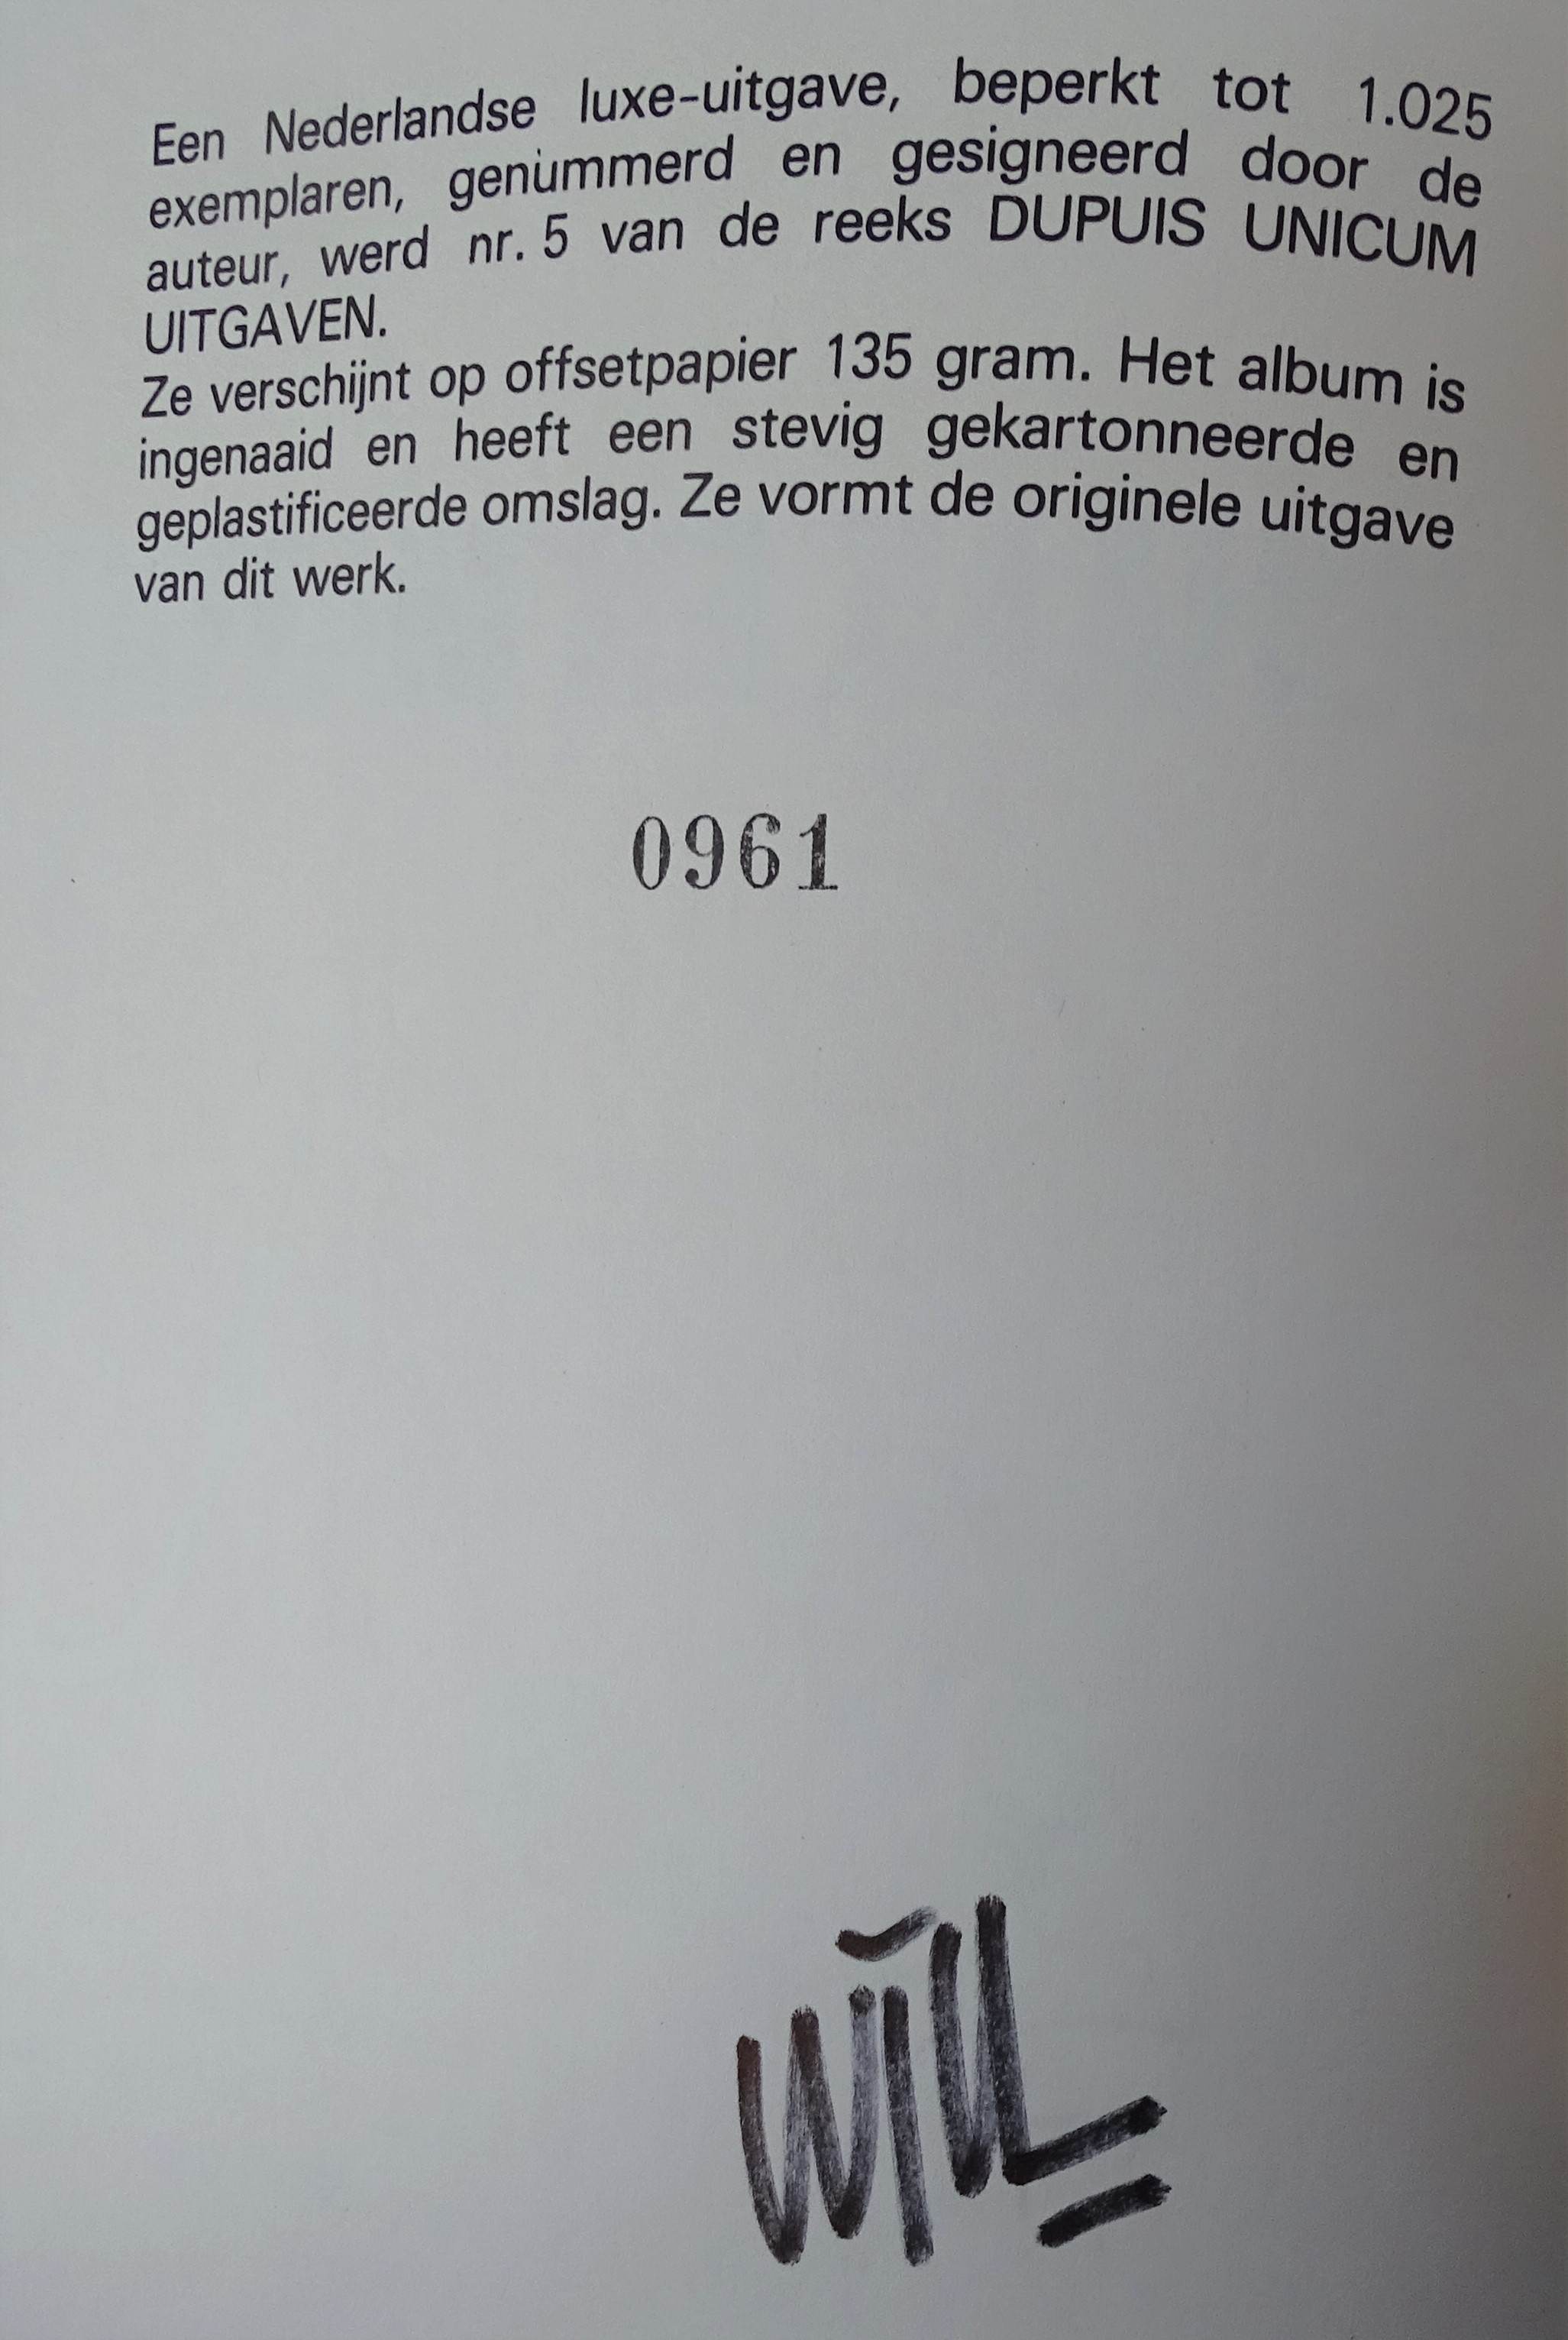 Een Nederlandse luxe-uitgave, beperkt tot 1.025
exemplaren, genummerd en gesigneerd door de
auteur, werd nr. 5 van de reeks DUPUIS UNICUM
UITGAVEN.
Ze verschijnt op offsetpapier 135 gram. Het album is
ingenaaid en heeft een stevig gekartonneerde en
geplastificeerde omslag. Ze vormt de originele uitgave
van dit werk.
0961
WILL